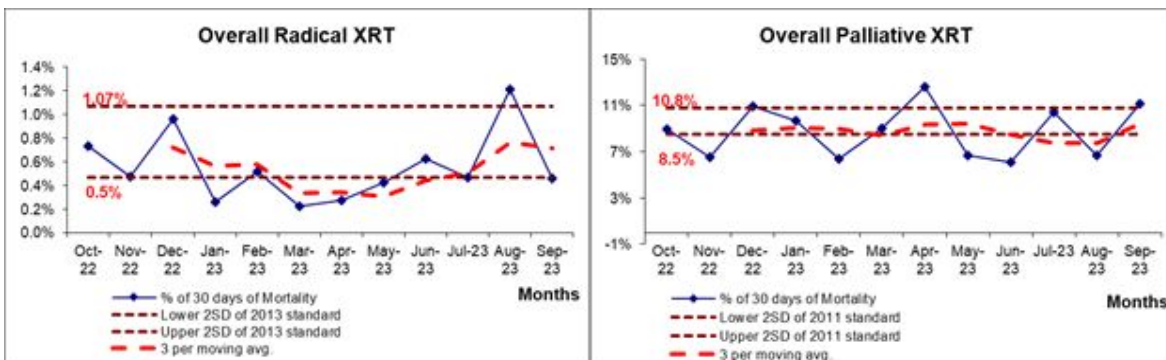 Overall Radical XRT
1.4%
1.2%
1.0%
0.8%
0.6%
0.4%
0.2%
0.0%
1.07%
0.5%
Oct-22 Nov-22 Dec-22 Jan-23 Feb-23 Mar-23 Apr-23 May-23 Jun-23 Jul-23 Aug-23 Sep-23
Months
% of 30 days of Mortality
Lower 2SD of 2013 standard
Upper 2SD of 2013 standard
3 per moving avg.
Overall Palliative XRT
15%
11%
7%
3%
-1%
10.8%
8.5%
Oct-22 Nov-22 Dec-22 Jan-23 Feb-23 Mar-23 Apr-23 May-23 Jun-23 Jul-23 Aug-23 Sep-23
Months
% of 30 days of Mortality
Lower 2SD of 2011 standard
Upper 2SD of 2011 standard
3 per moving avg.